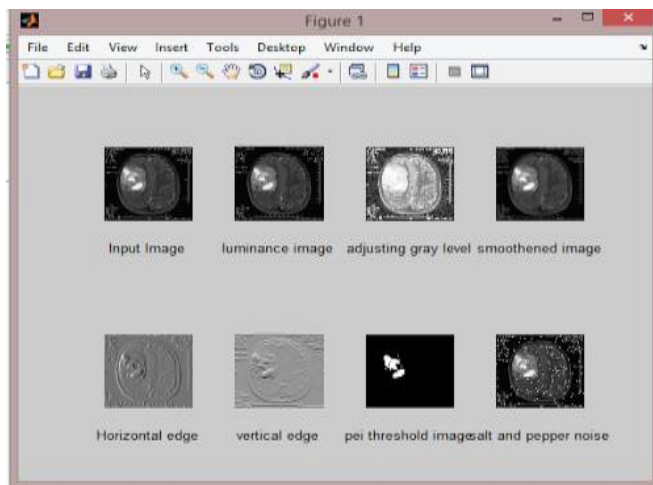 Figure 1
File Edit View Insert Tools Desktop Window Help
Input Image luminance image adjusting gray level smoothened image
Horizontal edge vertical edge pei threshold image salt and pepper noise